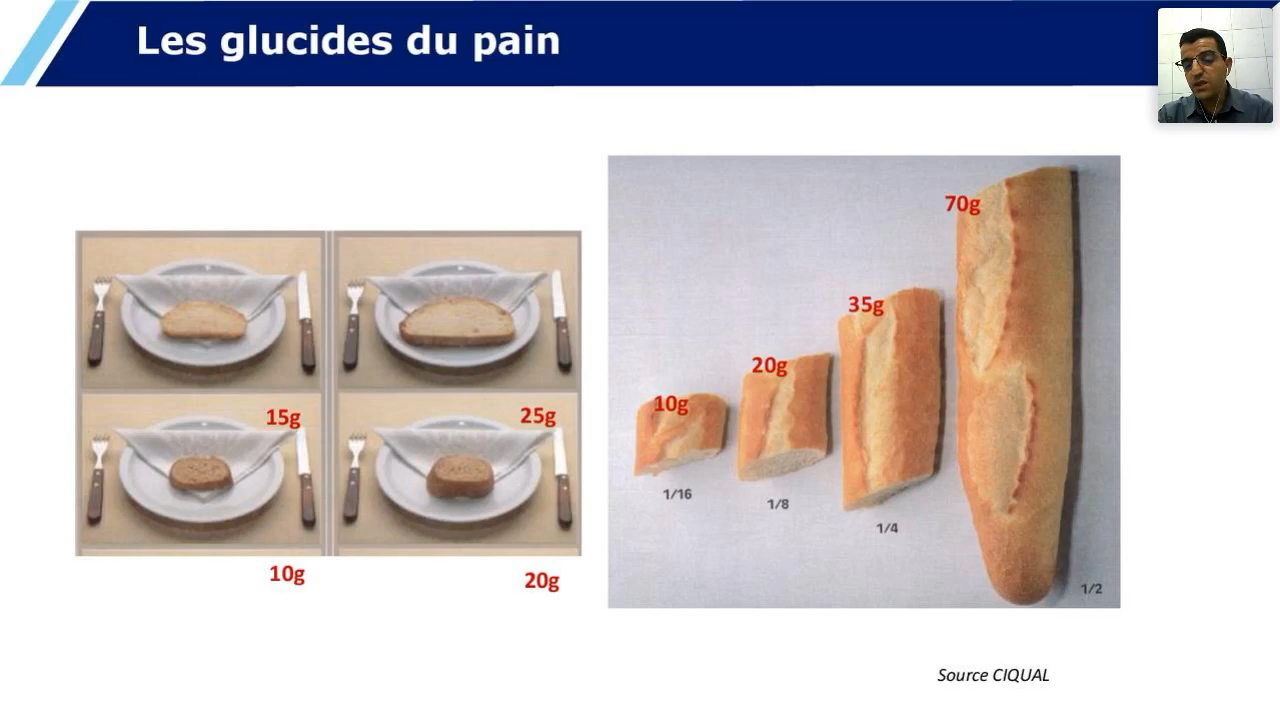 Les glucides du pain
15g
25g
10g
20g
70g
35g
20g
10g
1/16
1/8
1/4
1/2
Source CIQUAL